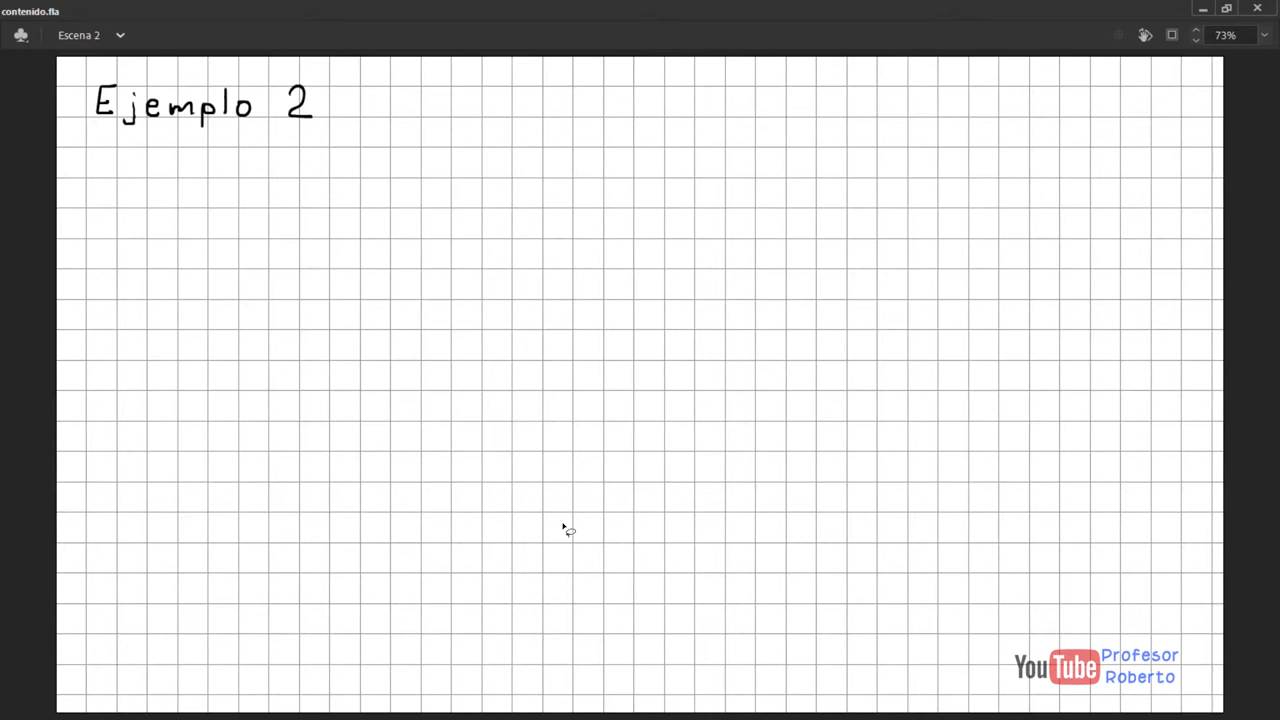 contenido.fla
Escena 2
73%
Ejemplo 2
YouTube Profesor
Roberto